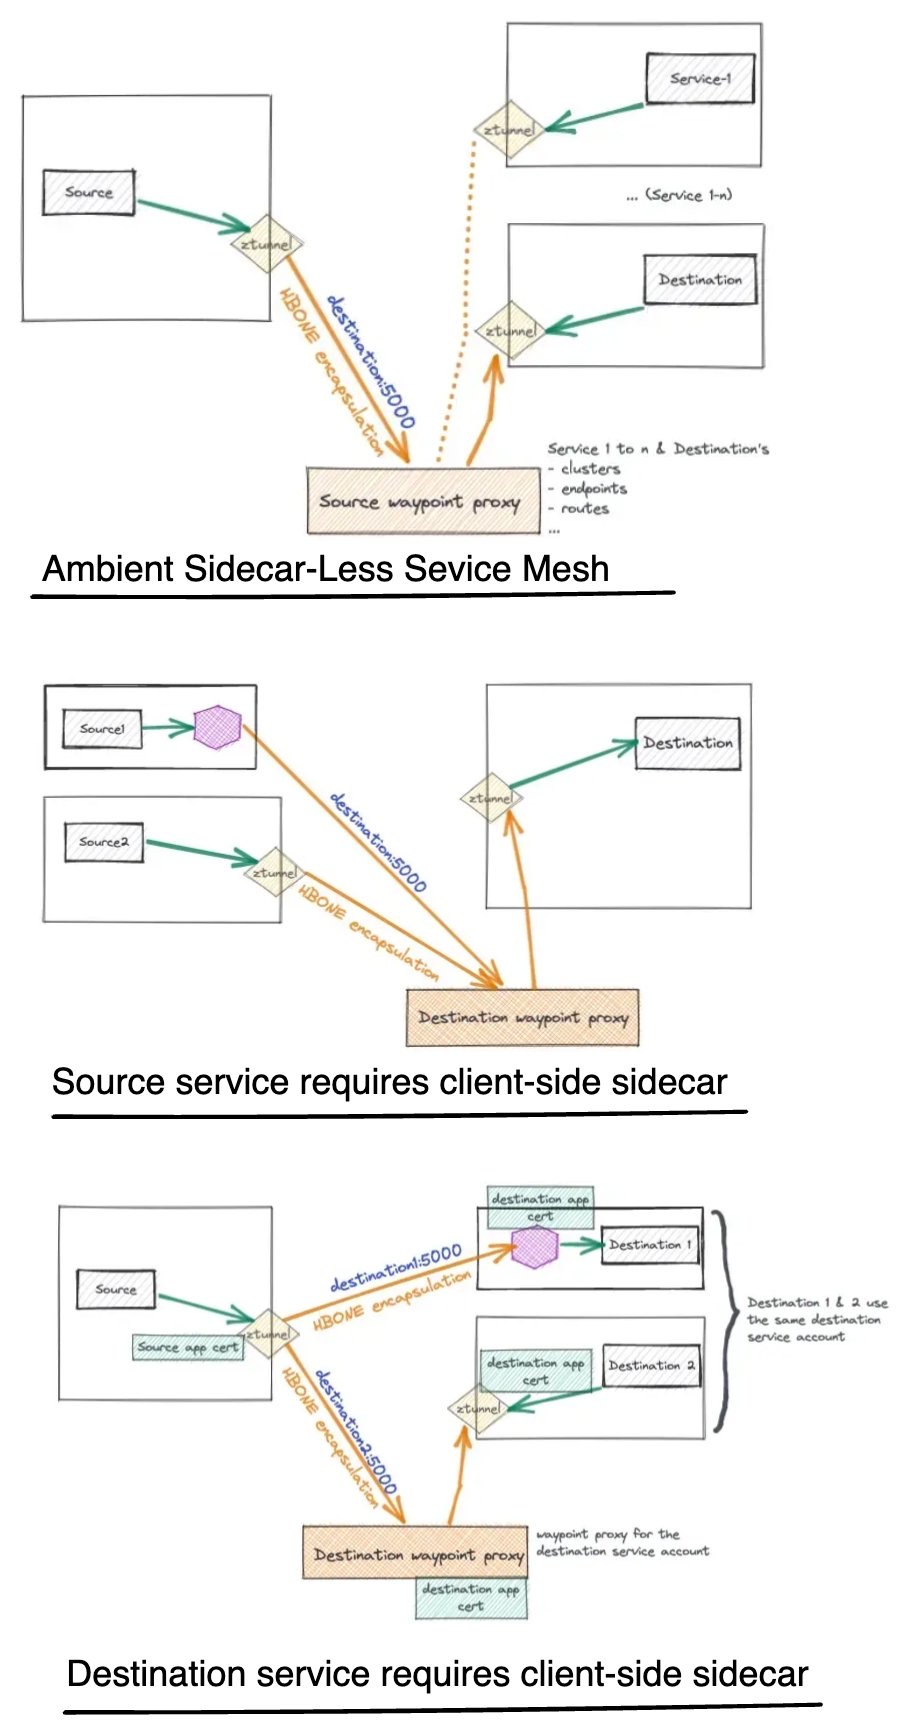 Service-1
ztunnel
... (Service 1-n)
Source
ztunnel
Destination
ztunnel
destination:5000
HBONE encapsulation
Service 1 to n & Destination's
- clusters
- endpoints
- routes
...
Source waypoint proxy
Ambient Sidecar-Less Sevice Mesh
Source1
Destination
ztunnel
destination:5000
Source2
ztunnel
HBONE encapsulation
Destination waypoint proxy
Source service requires client-side sidecar
destination app
cert
Destination 1
destination1:5000
HBONE encapsulation
Source
ztunnel
Source app cert
Destination 1 & 2 use
the same destination
service account
destination app
cert
Destination 2
ztunnel
destination2:5000
HBONE encapsulation
waypoint proxy for the
destination service account
Destination waypoint proxy
destination app
cert
Destination service requires client-side sidecar